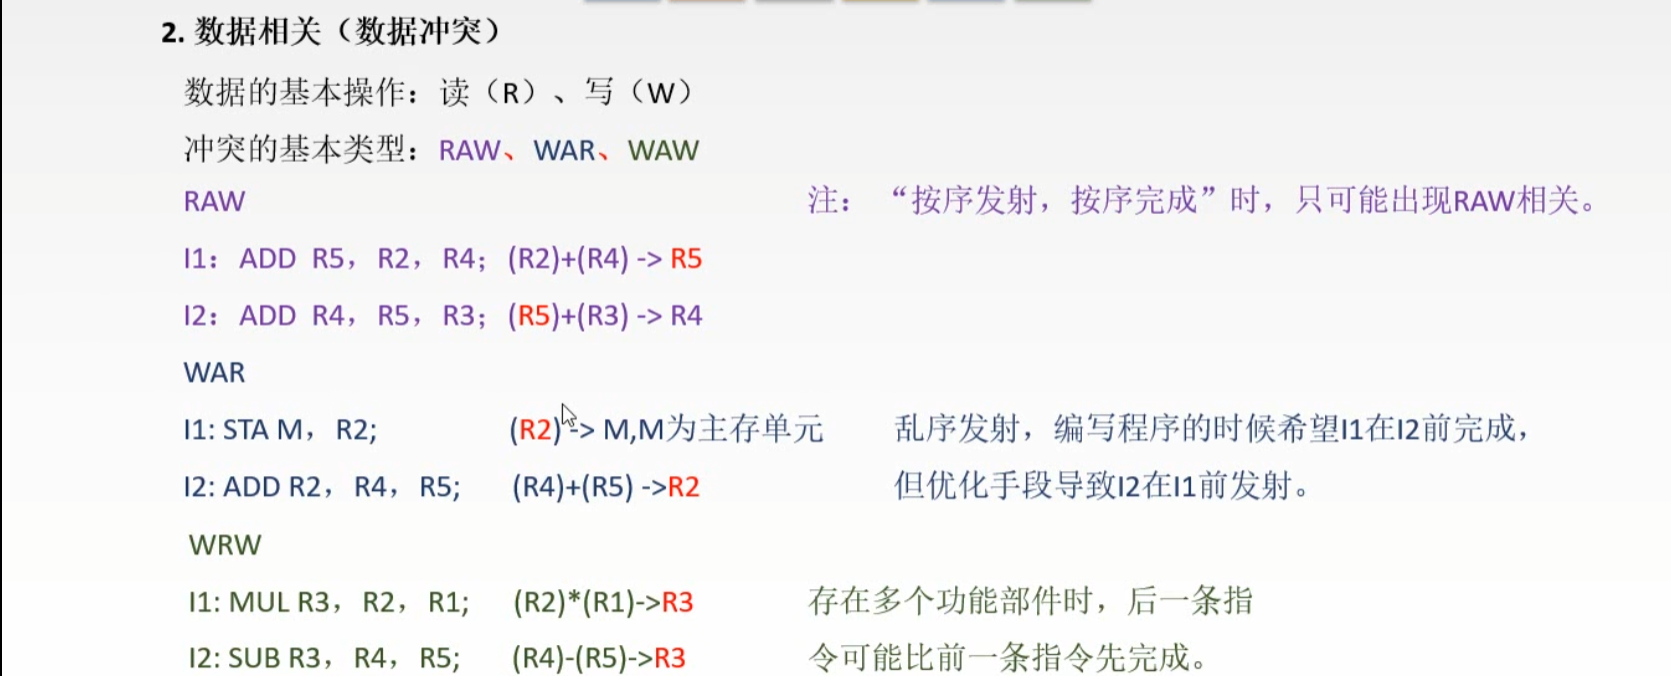 2. 数据相关（数据冲突）
数据的基本操作：读（R）、写（W）
冲突的基本类型：RAW、WAR、WAW
RAW 注：“按序发射，按序完成”时，只可能出现RAW相关。
I1： ADD R5， R2， R4；(R2)+(R4) -> R5
I2： ADD R4， R5， R3；(R5)+(R3) -> R4
WAR
I1: STA M， R2; (R2) -> M,M为主存单元 乱序发射，编写程序的时候希望I1在I2前完成，
I2: ADD R2， R4， R5; (R4)+(R5) ->R2 但优化手段导致I2在I1前发射。
WRW
I1: MUL R3， R2， R1; (R2)*(R1)->R3 存在多个功能部件时，后一条指
I2: SUB R3， R4， R5; (R4)-(R5)->R3 令可能比前一条指令先完成。